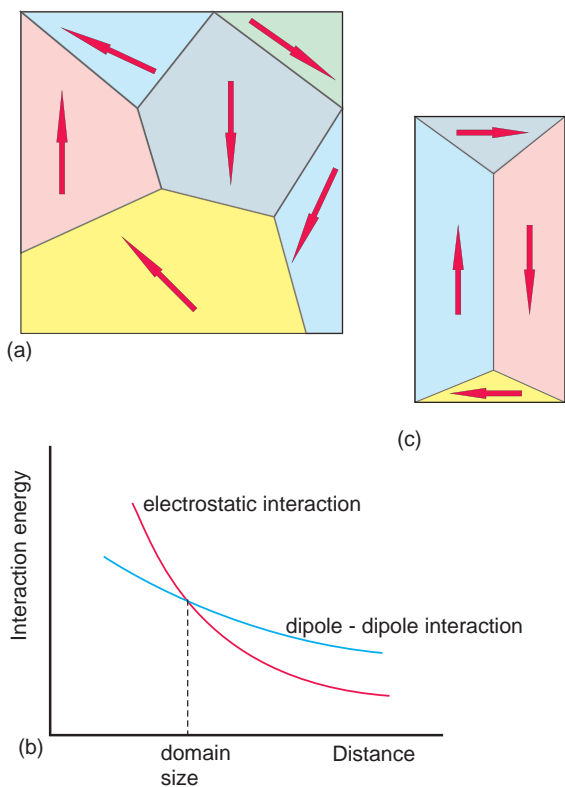 (a)
(c)
Interaction energy
electrostatic interaction
dipole - dipole interaction
(b)
domain
size
Distance